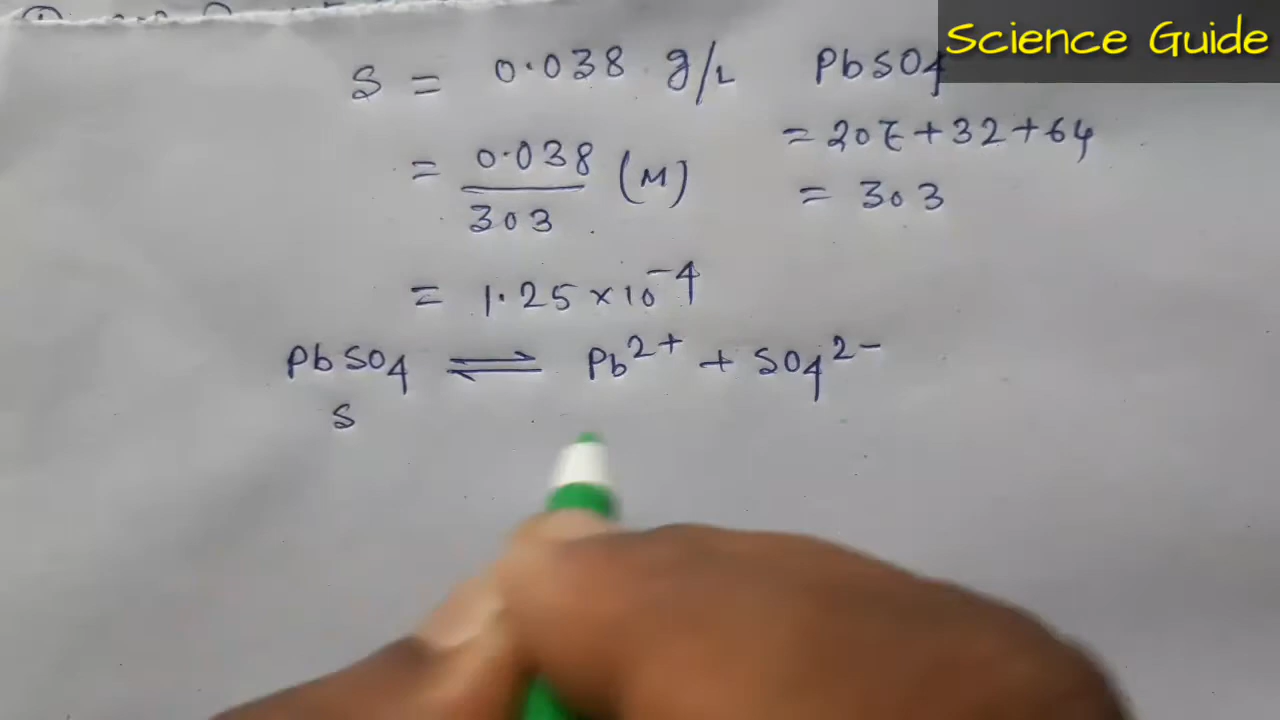 Science Guide
S = 0.038 g/L PbSO4
= 207 + 32 + 64
= 0.038 / 303 (M)
= 303
= 1.25 × 10⁻⁴
PbSO4 ⇌ Pb²⁺ + SO4²⁻
S